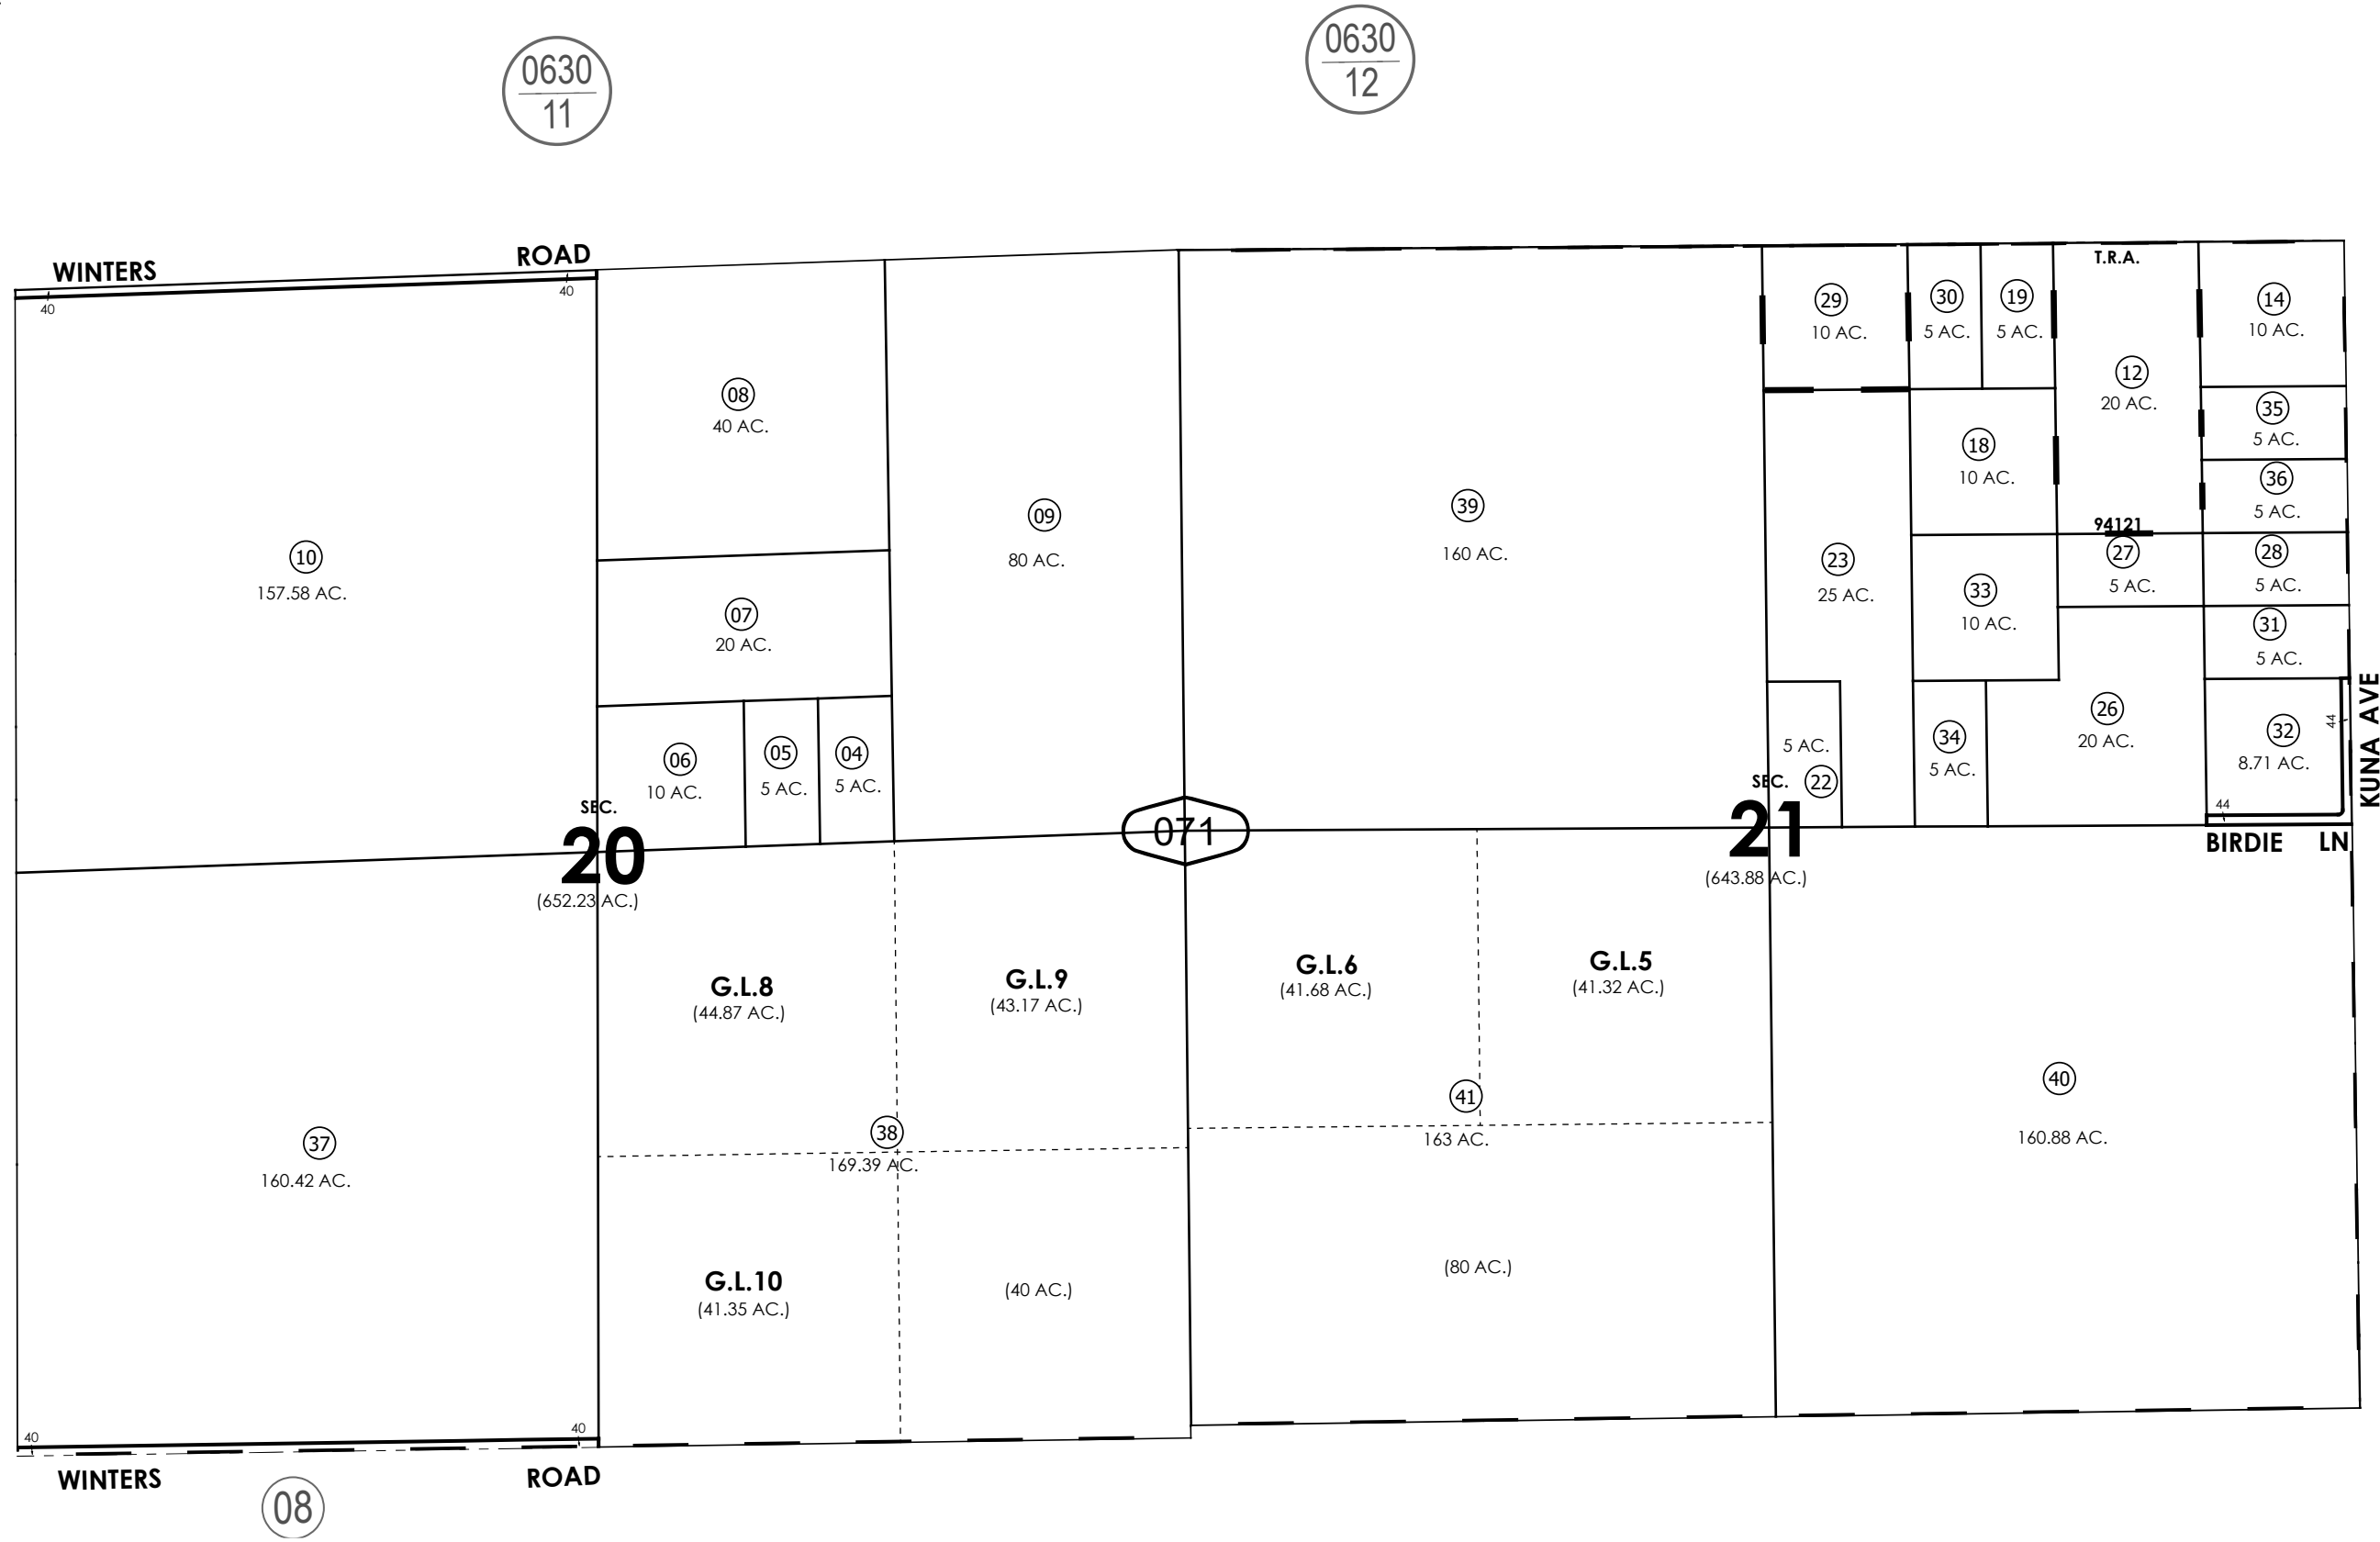 0630
11
0630
12
WINTERS ROAD
40 40
T.R.A.
29
10 AC.
30
5 AC.
19
5 AC.
14
10 AC.
12
20 AC.
08
40 AC.
35
5 AC.
18
10 AC.
36
5 AC.
39
160 AC.
09
80 AC.
10
157.58 AC.
94121
27
5 AC.
28
5 AC.
23
25 AC.
33
10 AC.
07
20 AC.
31
5 AC.
26
20 AC.
32
8.71 AC.
44
44
KUNA AVE
34
5 AC.
5 AC.
22
06
10 AC.
05
5 AC.
04
5 AC.
SEC.
20
(652.23 AC.)
071
SEC.
21
(643.88 AC.)
BIRDIE LN
G.L.8
(44.87 AC.)
G.L.9
(43.17 AC.)
G.L.6
(41.68 AC.)
G.L.5
(41.32 AC.)
37
160.42 AC.
38
169.39 AC.
41
163 AC.
40
160.88 AC.
G.L.10
(41.35 AC.)
(40 AC.)
(80 AC.)
40 40
WINTERS ROAD
08